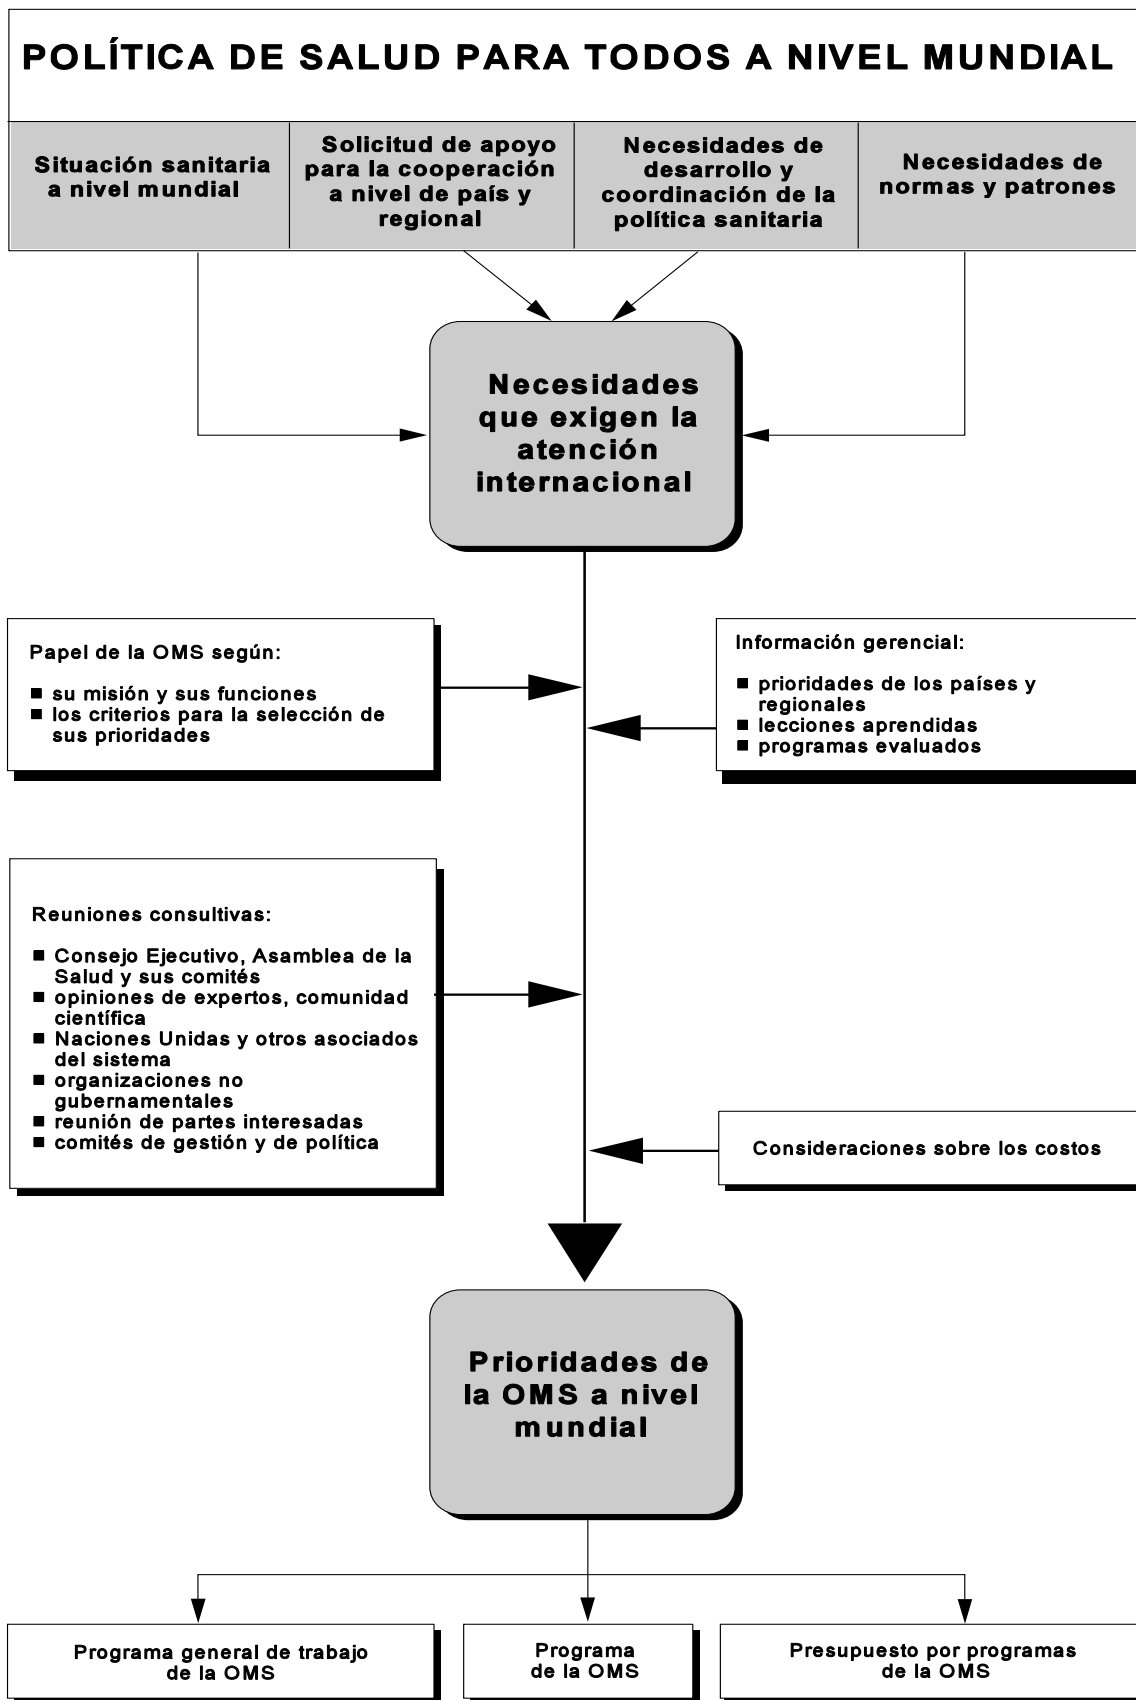 POLÍTICA DE SALUD PARA TODOS A NIVEL MUNDIAL
Situación sanitaria
a nivel mundial
Solicitud de apoyo
para la cooperación
a nivel de país y
regional
Necesidades de
desarrollo y
coordinación de la
política sanitaria
Necesidades de
normas y patrones
Necesidades
que exigen la
atención
internacional
Papel de la OMS según:
■ su misión y sus funciones
■ los criterios para la selección de
sus prioridades
Información gerencial:
■ prioridades de los países y
regionales
■ lecciones aprendidas
■ programas evaluados
Reuniones consultivas:
■ Consejo Ejecutivo, Asamblea de la
Salud y sus comités
■ opiniones de expertos, comunidad
científica
■ Naciones Unidas y otros asociados
del sistema
■ organizaciones no
gubernamentales
■ reunión de partes interesadas
■ comités de gestión y de política
Consideraciones sobre los costos
Prioridades de
la OMS a nivel
mundial
Programa general de trabajo
de la OMS
Programa
de la OMS
Presupuesto por programas
de la OMS